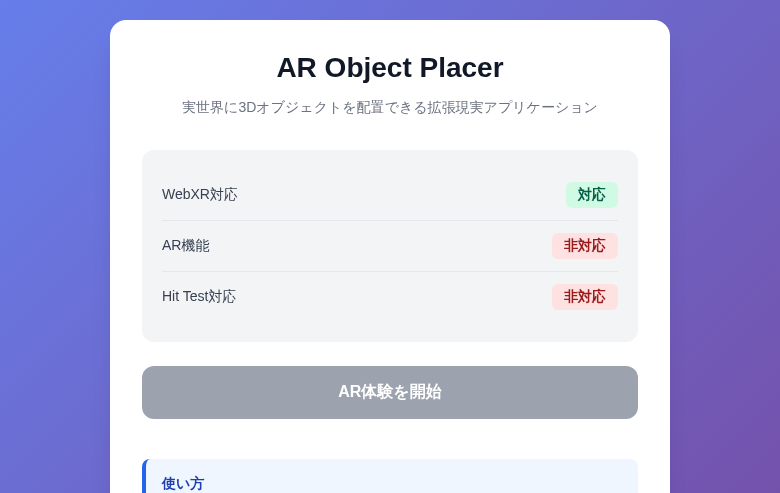 AR Object Placer
実世界に3Dオブジェクトを配置できる拡張現実アプリケーション
WebXR対応 対応
AR機能 非対応
Hit Test対応 非対応
AR体験を開始
使い方